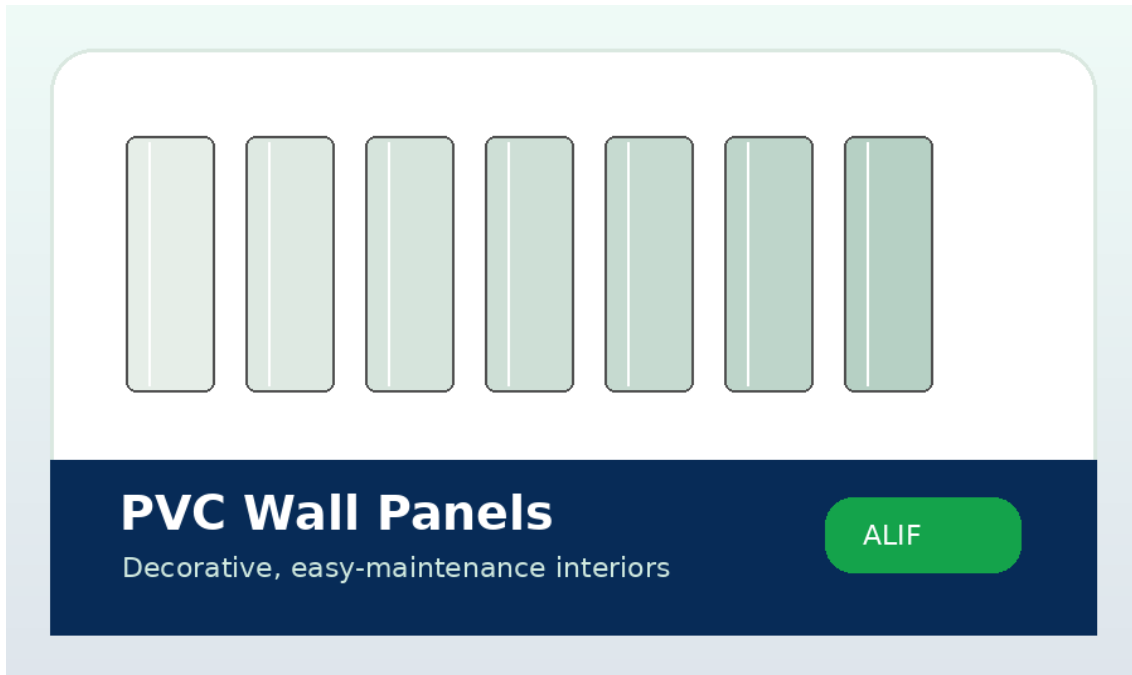 PVC Wall Panels
Decorative, easy-maintenance interiors
ALIF